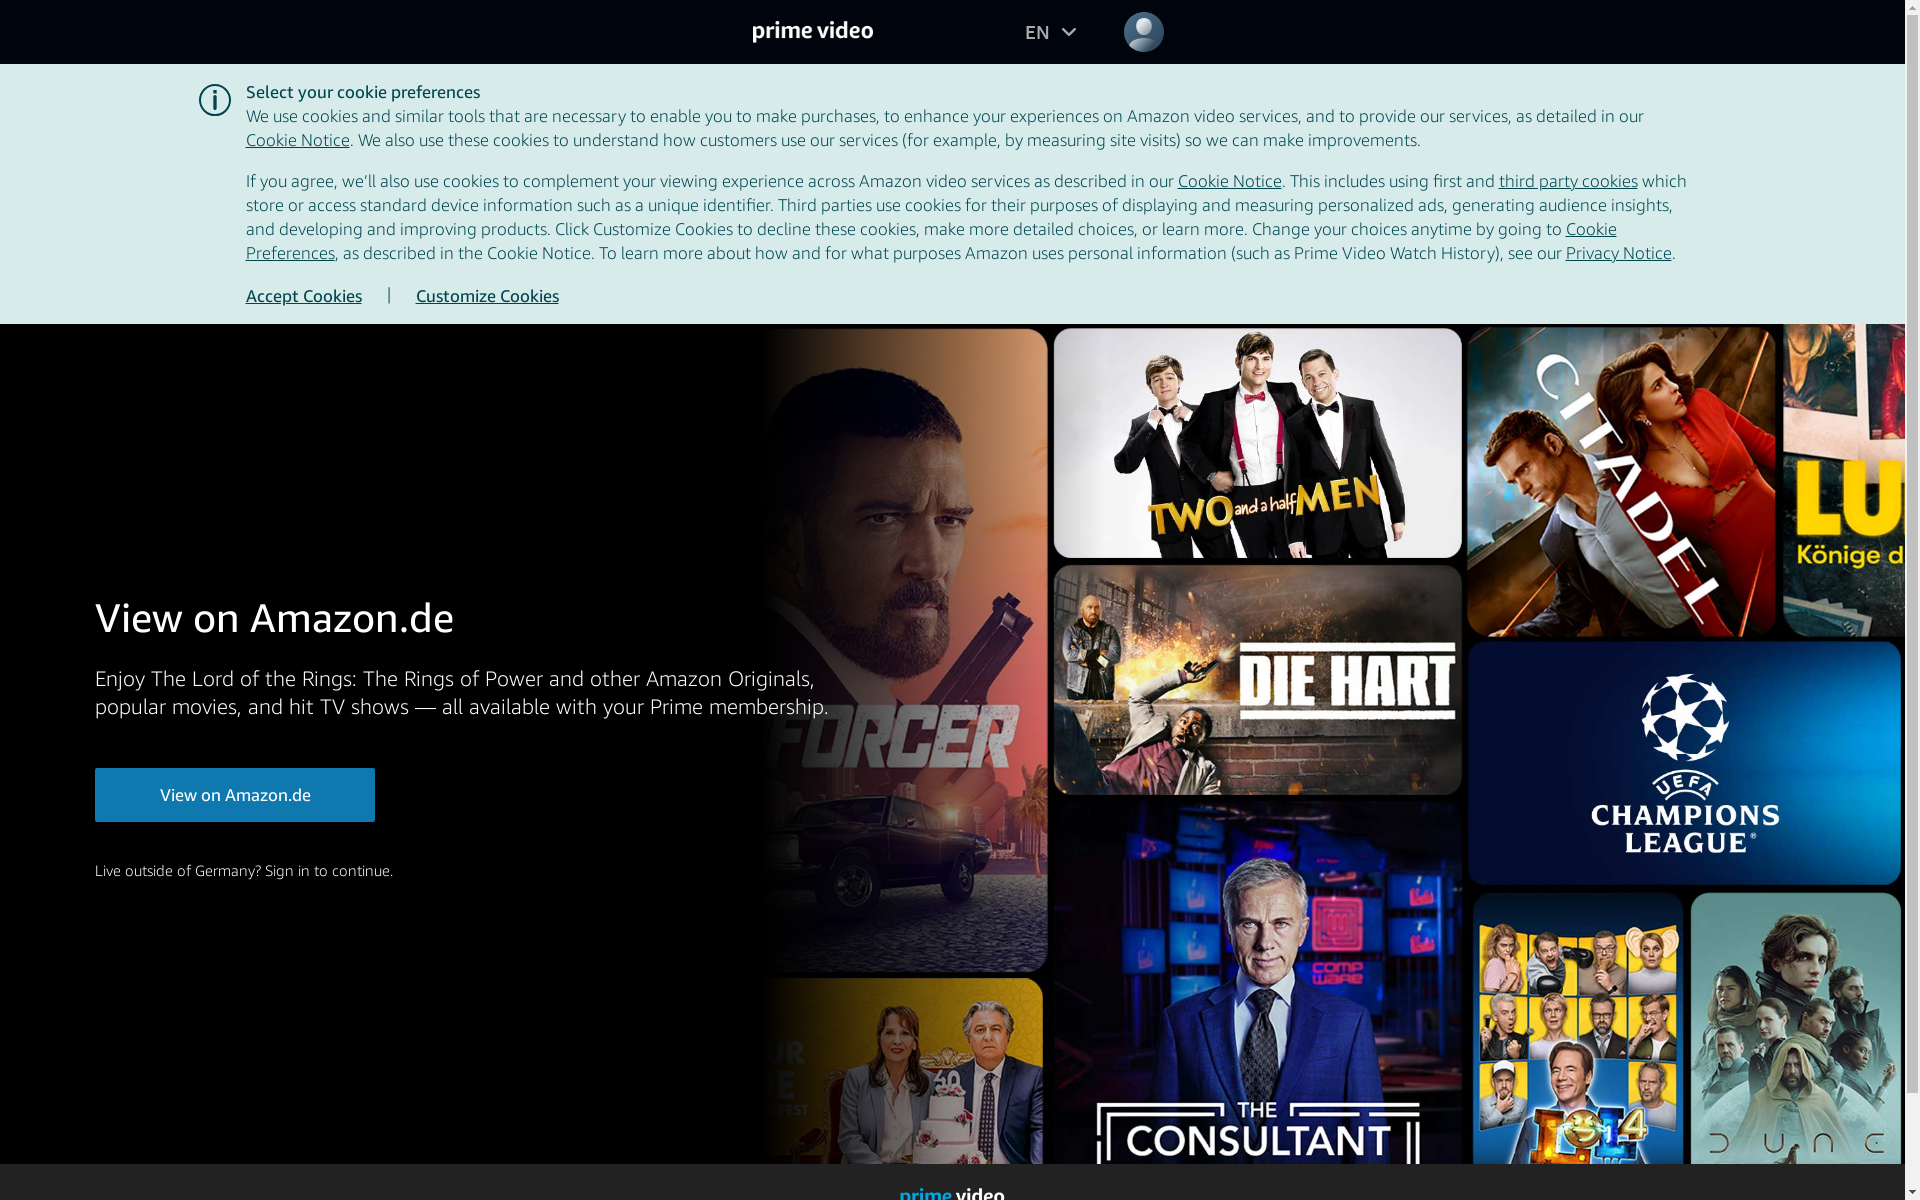 prime video
EN
Select your cookie preferences
We use cookies and similar tools that are necessary to enable you to make purchases, to enhance your experiences on Amazon video services, and to provide our services, as detailed in our
Cookie Notice. We also use these cookies to understand how customers use our services (for example, by measuring site visits) so we can make improvements.
If you agree, we’ll also use cookies to complement your viewing experience across Amazon video services as described in our Cookie Notice. This includes using first and third party cookies which
store or access standard device information such as a unique identifier. Third parties use cookies for their purposes of displaying and measuring personalized ads, generating audience insights,
and developing and improving products. Click Customize Cookies to decline these cookies, make more detailed choices, or learn more. Change your choices anytime by going to Cookie
Preferences, as described in the Cookie Notice. To learn more about how and for what purposes Amazon uses personal information (such as Prime Video Watch History), see our Privacy Notice.
Accept Cookies | Customize Cookies
TWO and a half MEN
CITADEL
LU
Könige d
View on Amazon.de
Enjoy The Lord of the Rings: The Rings of Power and other Amazon Originals,
popular movies, and hit TV shows — all available with your Prime membership.
View on Amazon.de
Live outside of Germany? Sign in to continue.
FORCER
DIE HART
UEFA
CHAMPIONS
LEAGUE
COMP
WARE
THE
CONSULTANT
UR
E
FEST
60
LOL4
DUNE
prime video